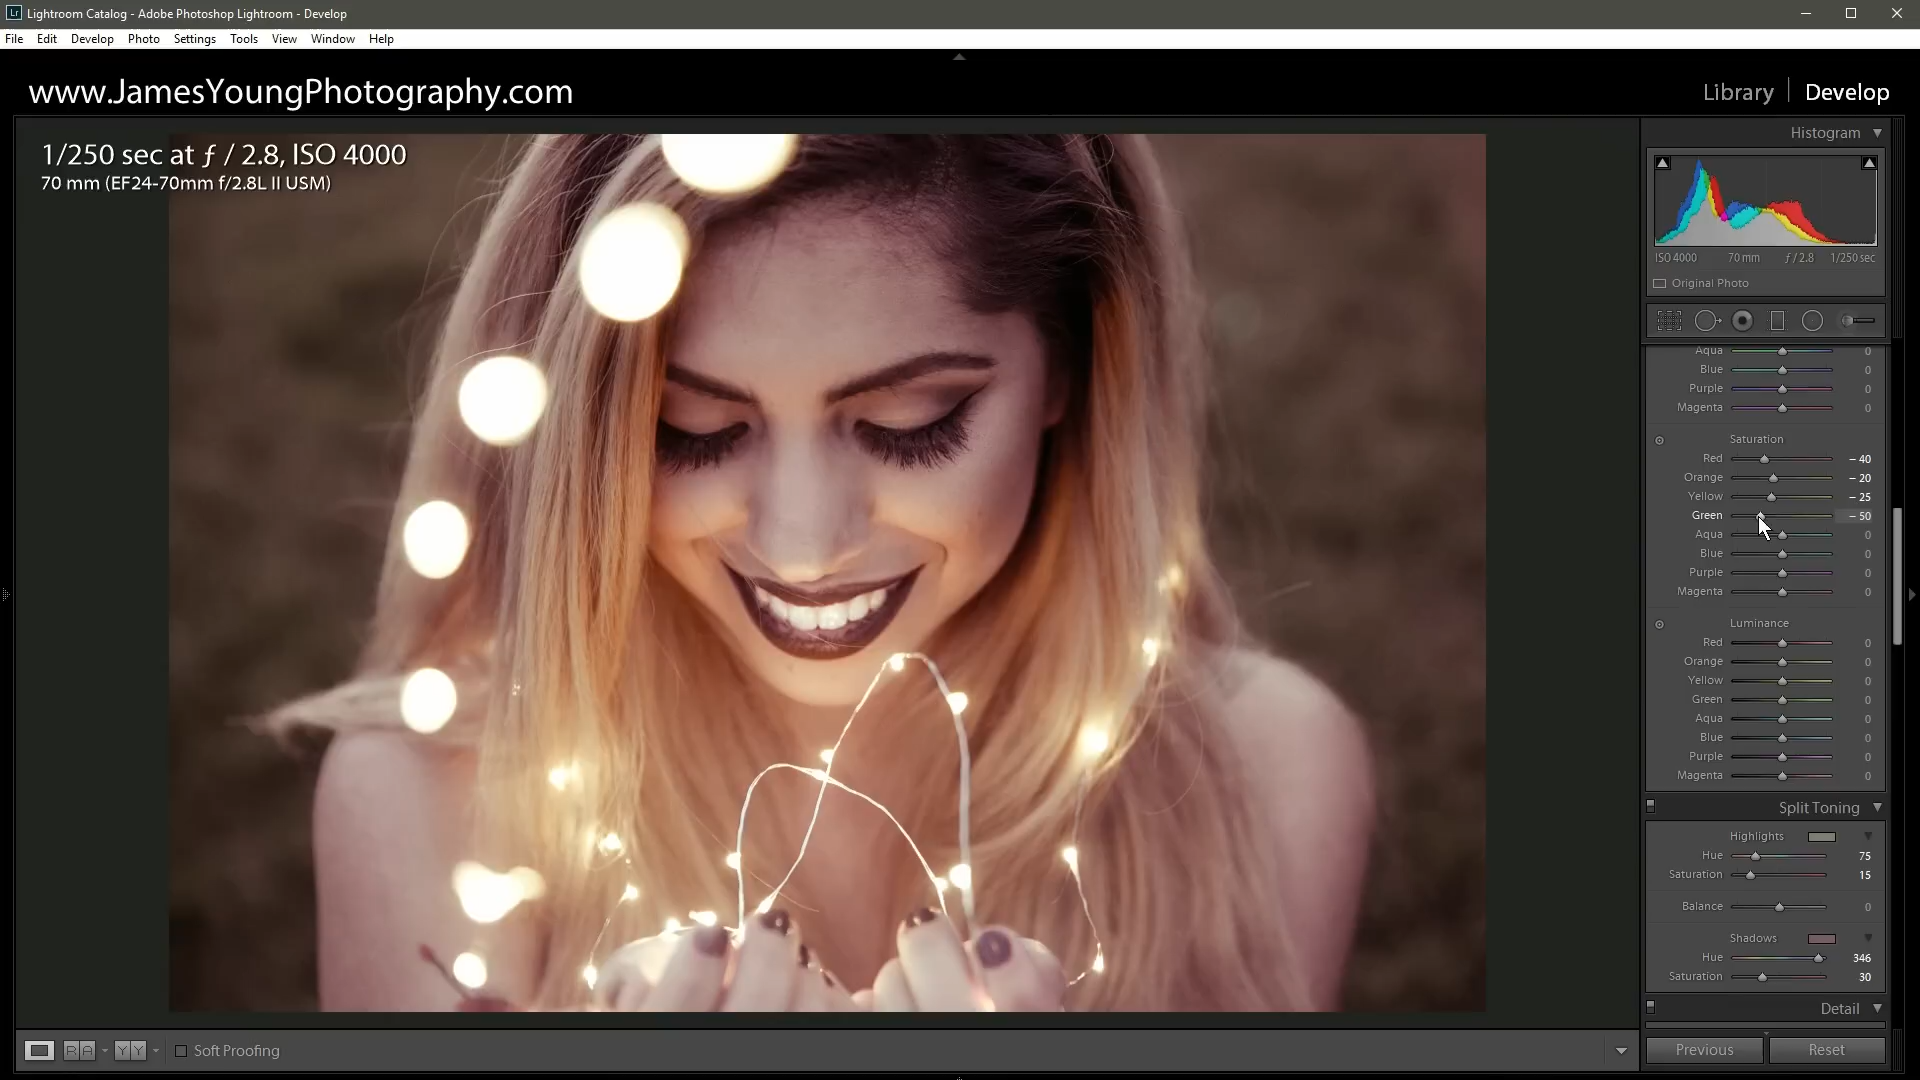 Lightroom Catalog - Adobe Photoshop Lightroom - Develop
File Edit Develop Photo Settings Tools View Window Help
www.JamesYoungPhotography.com
Library | Develop
1/250 sec at ƒ / 2.8, ISO 4000
70 mm (EF24-70mm f/2.8L II USM)
Histogram
ISO 4000 70 mm ƒ / 2.8 1/250 sec
Original Photo
Aqua 0
Blue 0
Purple 0
Magenta 0
Saturation
Red – 40
Orange – 20
Yellow – 25
Green – 50
Aqua 0
Blue 0
Purple 0
Magenta 0
Luminance
Red 0
Orange 0
Yellow 0
Green 0
Aqua 0
Blue 0
Purple 0
Magenta 0
Split Toning
Highlights
Hue 75
Saturation 15
Balance 0
Shadows
Hue 346
Saturation 30
Detail
R A Y Y Soft Proofing
Previous Reset